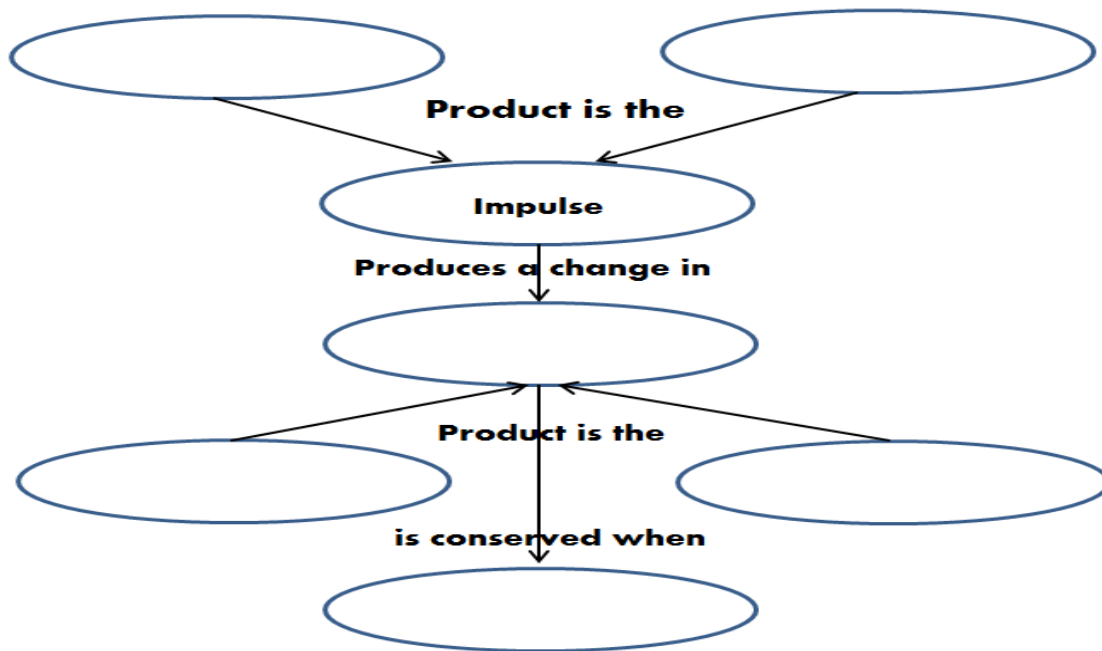 Product is the
Impulse
Produces a change in
Product is the
is conserved when